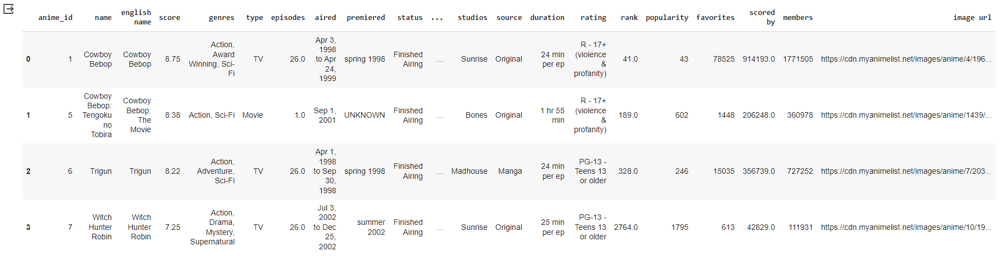 anime_id name english name score genres type episodes aired premiered status ... studios source duration rating rank popularity favorites scored by members image url
0 1 Cowboy Bebop Cowboy Bebop 8.75 Action, Award Winning, Sci-Fi TV 26.0 Apr 3, 1998 to Apr 24, 1999 spring 1998 Finished Airing ... Sunrise Original 24 min per ep R - 17+ (violence & profanity) 41.0 43 78525 914193.0 1771505 https://cdn.myanimelist.net/images/anime/4/196...
1 5 Cowboy Bebop: Tengoku no Tobira Cowboy Bebop: The Movie 8.38 Action, Sci-Fi Movie 1.0 Sep 1, 2001 UNKNOWN Finished Airing ... Bones Original 1 hr 55 min R - 17+ (violence & profanity) 189.0 602 1448 206248.0 360978 https://cdn.myanimelist.net/images/anime/1439/...
2 6 Trigun Trigun 8.22 Action, Adventure, Sci-Fi TV 26.0 Apr 1, 1998 to Sep 30, 1998 spring 1998 Finished Airing ... Madhouse Manga 24 min per ep PG-13 - Teens 13 or older 328.0 246 15035 356739.0 727252 https://cdn.myanimelist.net/images/anime/7/203...
3 7 Witch Hunter Robin Witch Hunter Robin 7.25 Action, Drama, Mystery, Supernatural TV 26.0 Jul 3, 2002 to Dec 25, 2002 summer 2002 Finished Airing ... Sunrise Original 25 min per ep PG-13 - Teens 13 or older 2764.0 1795 613 42829.0 111931 https://cdn.myanimelist.net/images/anime/10/19...